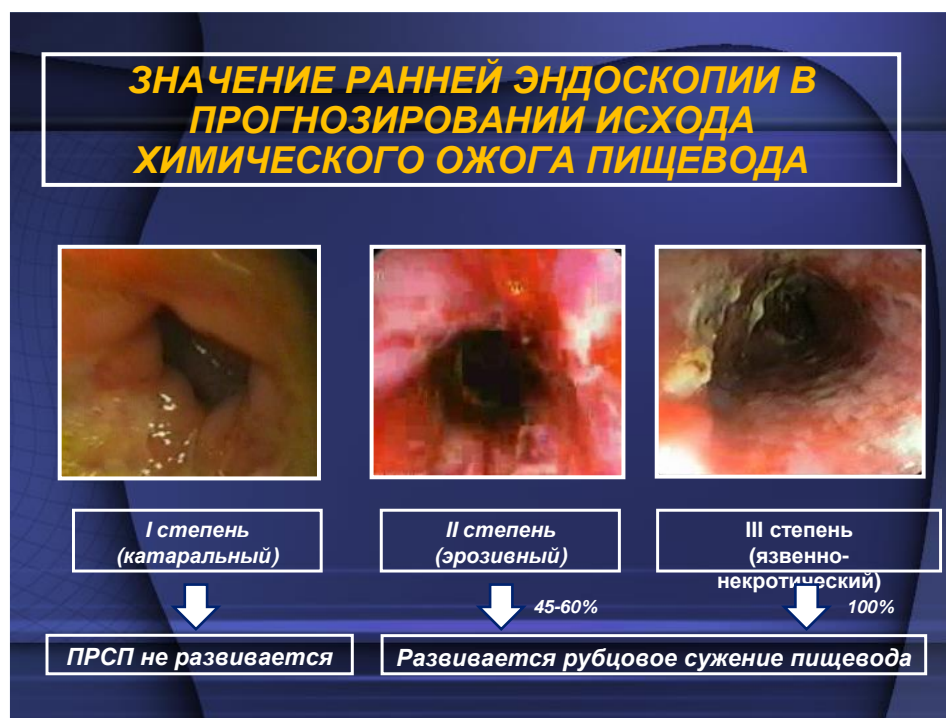 ЗНАЧЕНИЕ РАННЕЙ ЭНДОСКОПИИ В
ПРОГНОЗИРОВАНИИ ИСХОДА
ХИМИЧЕСКОГО ОЖОГА ПИЩЕВОДА
I степень
(катаральный)
II степень
(эрозивный)
III степень
(язвенно-
некротический)
45-60%
100%
ПРСП не развивается
Развивается рубцовое сужение пищевода